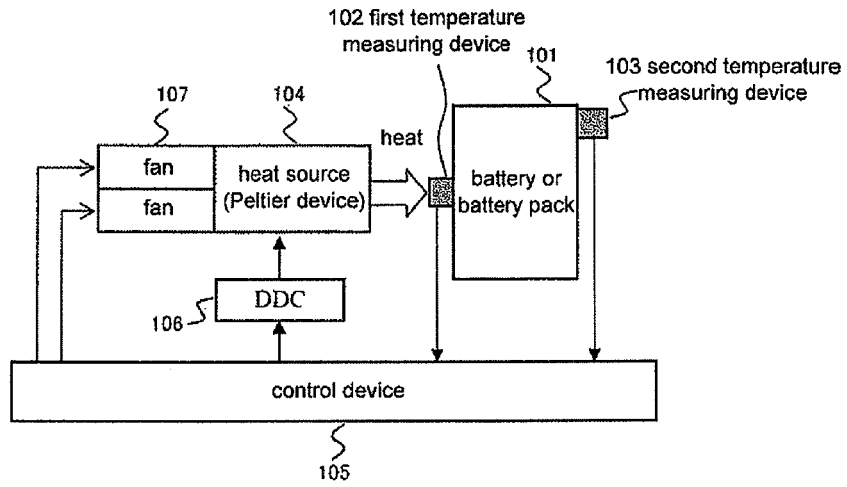 102 first temperature
measuring device
101
103 second temperature
measuring device
107
104
heat
fan
fan
heat source
(Peltier device)
battery or
battery pack
DDC
106
control device
105